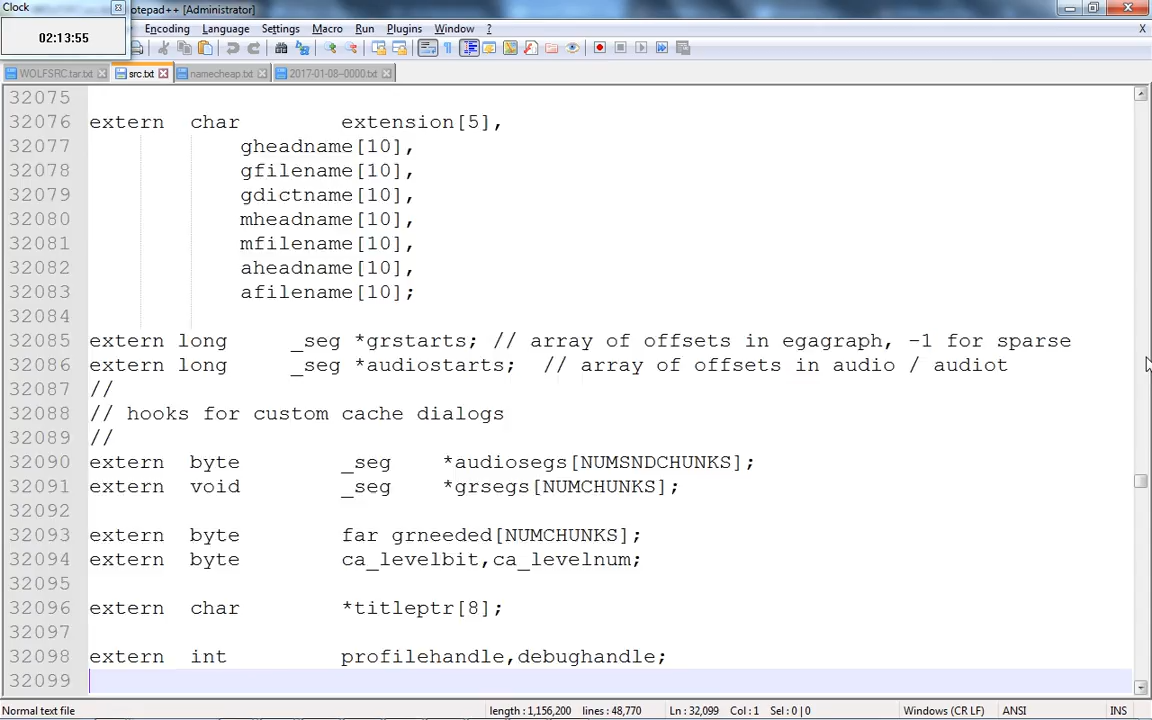 Clock
otepad++ [Administrator]
02:13:55
Encoding Language Settings Macro Run Plugins Window ? X
WOLFSRC.tar.txt src.txt namecheap.txt 2017-01-08-0000.txt
32075
32076 extern char extension[5],
32077 gheadname[10],
32078 gfilename[10],
32079 gdictname[10],
32080 mheadname[10],
32081 mfilename[10],
32082 aheadname[10],
32083 afilename[10];
32084
32085 extern long _seg *grstarts; // array of offsets in egagraph, -1 for sparse
32086 extern long _seg *audiostarts; // array of offsets in audio / audiot
32087 //
32088 // hooks for custom cache dialogs
32089 //
32090 extern byte _seg *audiosegs[NUMSNDCHUNKS];
32091 extern void _seg *grsegs[NUMCHUNKS];
32092
32093 extern byte far grneeded[NUMCHUNKS];
32094 extern byte ca_levelbit,ca_levelnum;
32095
32096 extern char *titleptr[8];
32097
32098 extern int profilehandle,debughandle;
32099
Normal text file length : 1,156,200 lines : 48,770 Ln : 32,099 Col : 1 Sel : 0 | 0 Windows (CR LF) ANSI INS